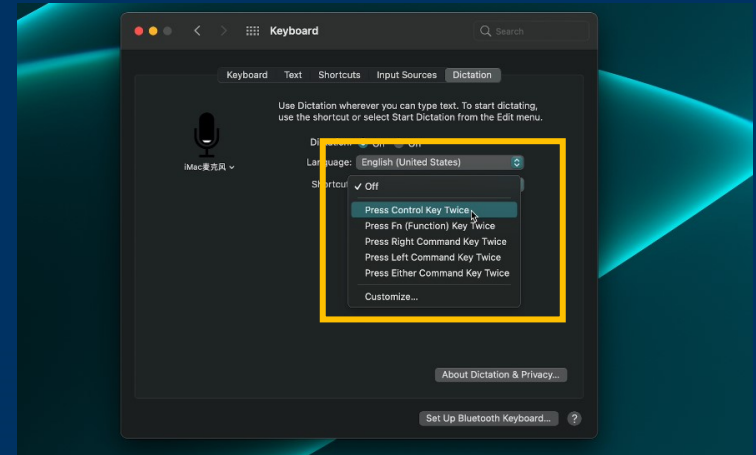 Keyboard
Search
Keyboard Text Shortcuts Input Sources Dictation
Use Dictation wherever you can type text. To start dictating,
use the shortcut or select Start Dictation from the Edit menu.
On
iMac麦克风
Language: English (United States)
Off
Press Control Key Twice
Press Fn (Function) Key Twice
Press Right Command Key Twice
Press Left Command Key Twice
Press Either Command Key Twice
Customize...
About Dictation & Privacy...
Set Up Bluetooth Keyboard... ?